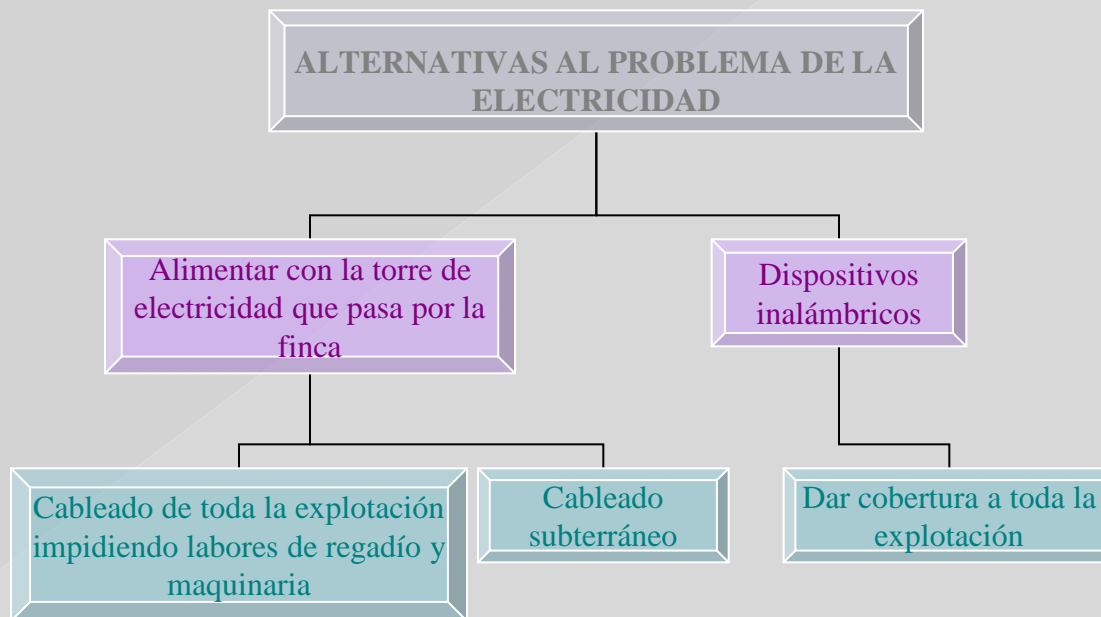 ALTERNATIVAS AL PROBLEMA DE LA
ELECTRICIDAD
Alimentar con la torre de
electricidad que pasa por la
finca
Dispositivos
inalámbricos
Cableado de toda la explotación
impidiendo labores de regadío y
maquinaria
Cableado
subterráneo
Dar cobertura a toda la
explotación